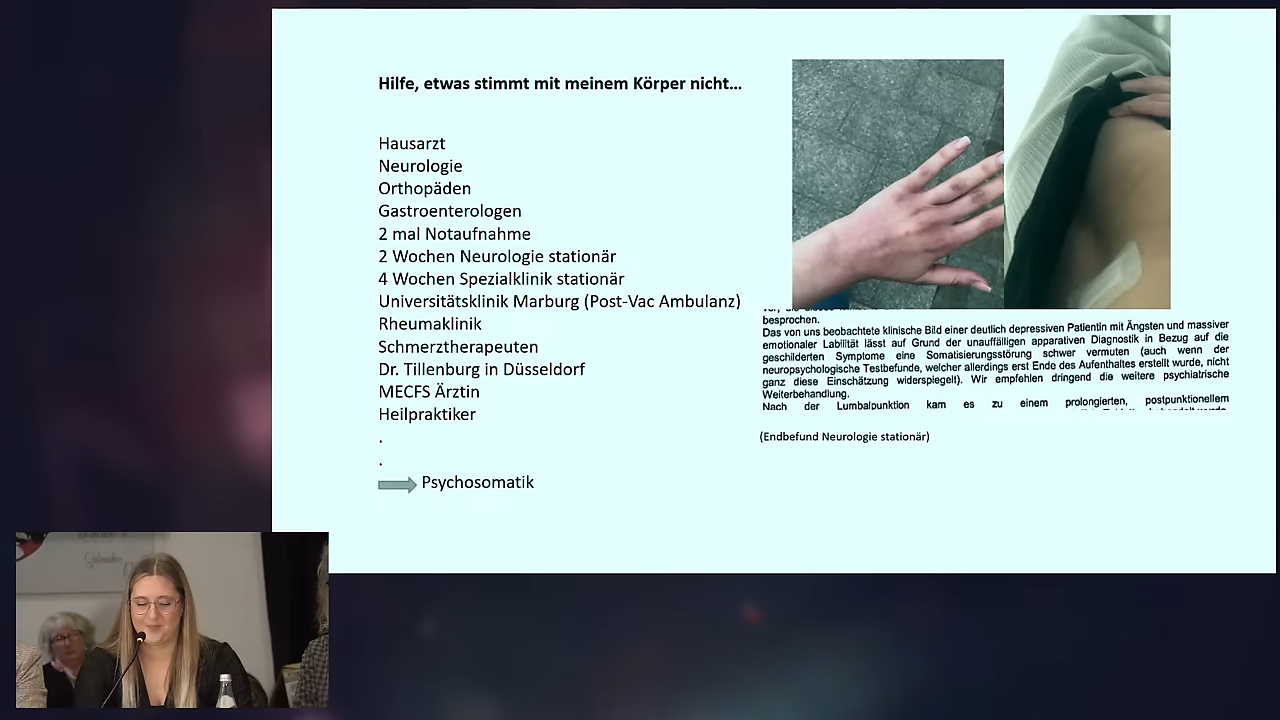 Hilfe, etwas stimmt mit meinem Körper nicht...
Hausarzt
Neurologie
Orthopäden
Gastroenterologen
2 mal Notaufnahme
2 Wochen Neurologie stationär
4 Wochen Spezialklinik stationär
Universitätsklinik Marburg (Post-Vac Ambulanz)
Rheumaklinik
Schmerztherapeuten
Dr. Tillenburg in Düsseldorf
MECFS Ärztin
Heilpraktiker
.
.
Psychosomatik
besprochen.
Das von uns beobachtete klinische Bild einer deutlich depressiven Patientin mit Ängsten und massiver
emotionaler Labilität lässt auf Grund der unauffälligen apparativen Diagnostik in Bezug auf die
geschilderten Symptome eine Somatisierungsstörung schwer vermuten (auch wenn der
neuropsychologische Testbefunde, welcher allerdings erst Ende des Aufenthaltes erstellt wurde, nicht
ganz diese Einschätzung widerspiegelt). Wir empfehlen dringend die weitere psychiatrische
Weiterbehandlung.
Nach der Lumbalpunktion kam es zu einem prolongierten, postpunktionellem
(Endbefund Neurologie stationär)